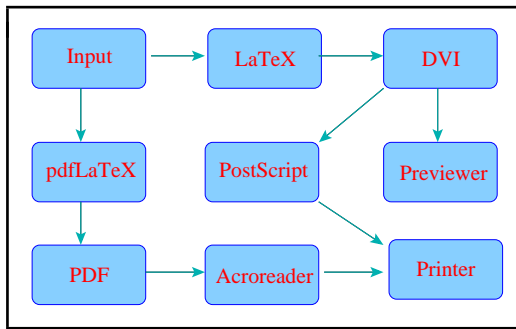 Input
LaTeX
DVI
pdfLaTeX
PostScript
Previewer
PDF
Acroreader
Printer